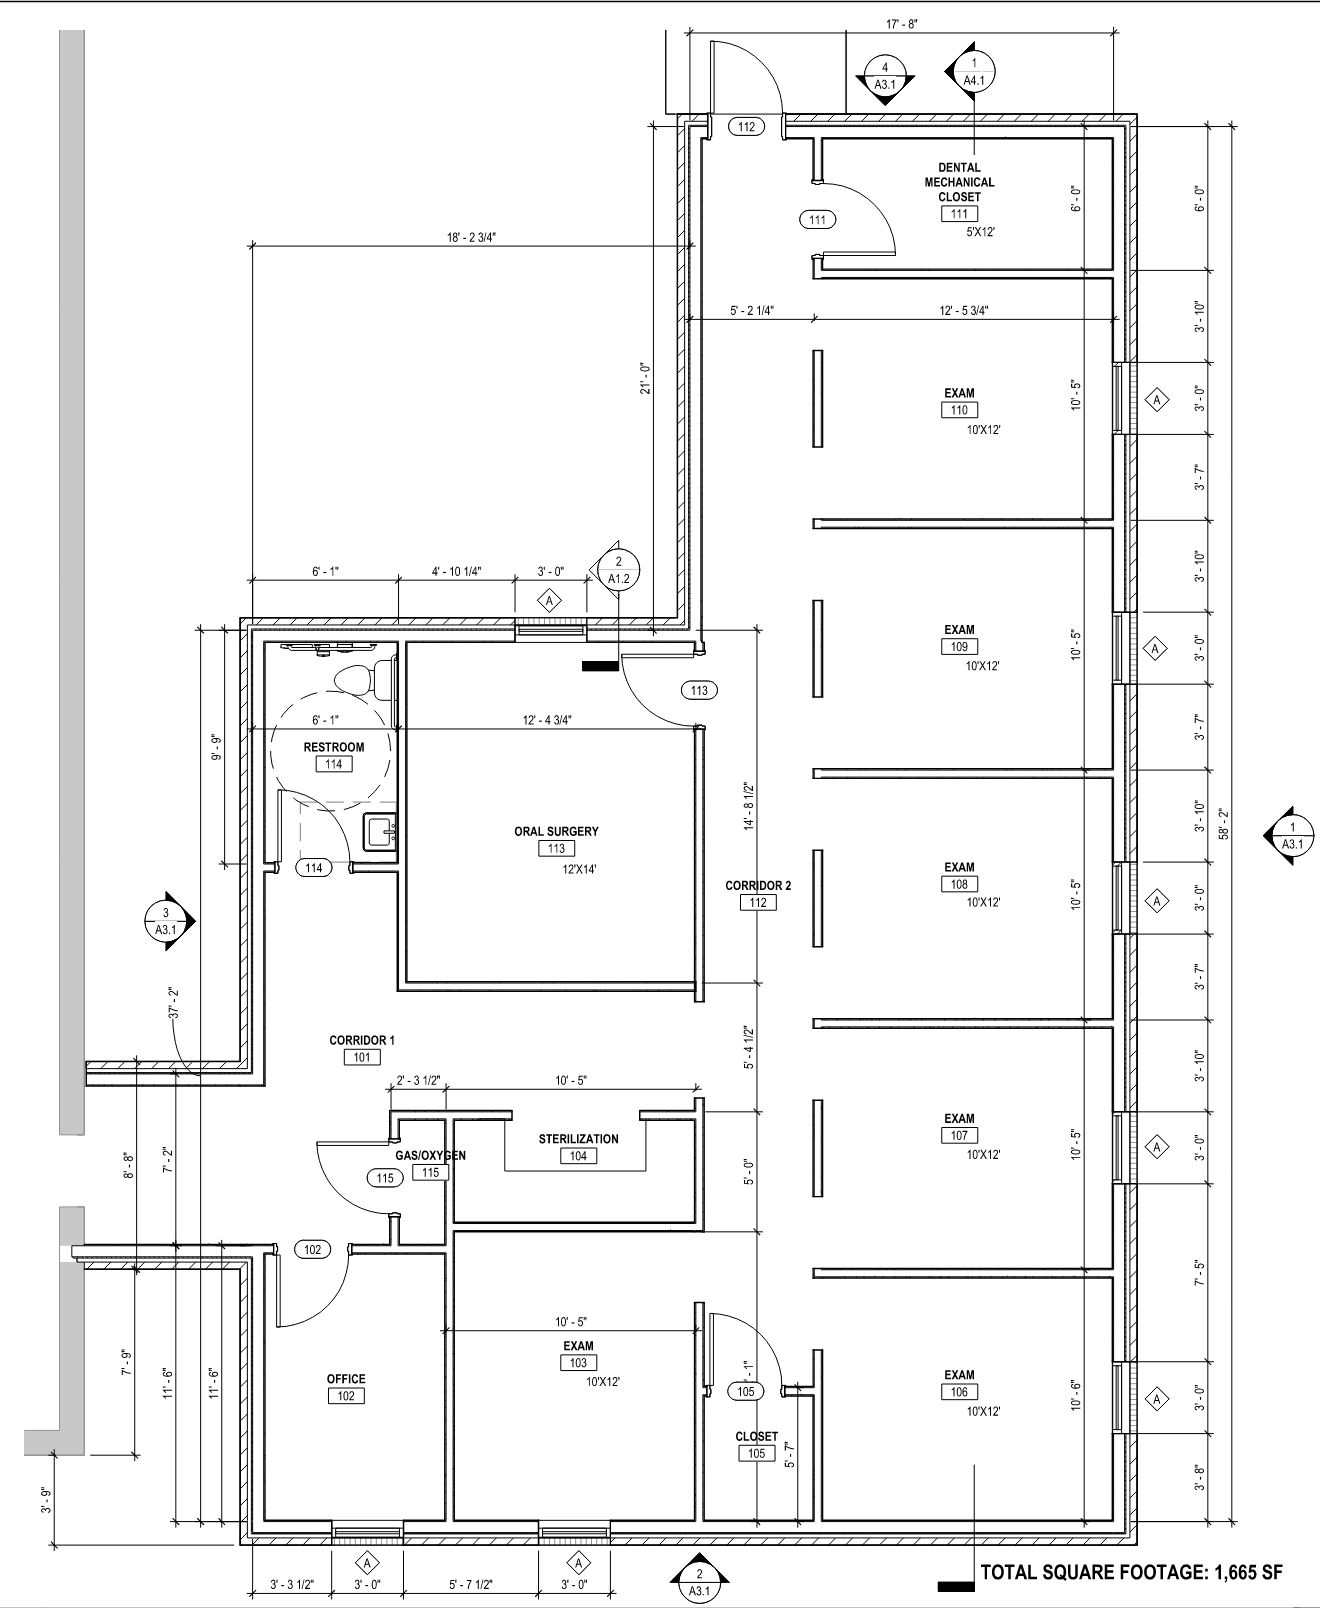 17' - 8"
4
A3.1
1
A4.1
112
DENTAL
MECHANICAL
CLOSET
111
5'X12'
111
6' - 0"
6' - 0"
18' - 2 3/4"
5' - 2 1/4"
12' - 5 3/4"
3' - 10"
21' - 0"
EXAM
110
10'X12'
10' - 5"
A
3' - 0"
3' - 7"
6' - 1"
4' - 10 1/4"
3' - 0"
2
A1.2
A
3' - 10"
EXAM
109
10'X12'
10' - 5"
A
3' - 0"
113
6' - 1"
12' - 4 3/4"
9' - 9"
RESTROOM
114
3' - 7"
14' - 8 1/2"
3' - 10"
58' - 2"
1
A3.1
ORAL SURGERY
113
12'X14'
114
CORRIDOR 2
112
EXAM
108
10'X12'
10' - 5"
A
3' - 0"
3
A3.1
3' - 7"
37' - 2"
CORRIDOR 1
101
5' - 4 1/2"
3' - 10"
2' - 3 1/2"
10' - 5"
EXAM
107
10'X12'
10' - 5"
A
3' - 0"
STERILIZATION
104
GAS/OXYGEN
115
115
8' - 8"
7' - 2"
5' - 0"
102
7' - 5"
10' - 5"
EXAM
103
10'X12'
7' - 9"
11' - 6"
11' - 6"
OFFICE
102
' - 1"
105
EXAM
106
10'X12'
10' - 6"
A
3' - 0"
CLOSET
105
5' - 7"
3' - 8"
3' - 9"
A
A
2
A3.1
3' - 3 1/2"
3' - 0"
5' - 7 1/2"
3' - 0"
TOTAL SQUARE FOOTAGE: 1,665 SF